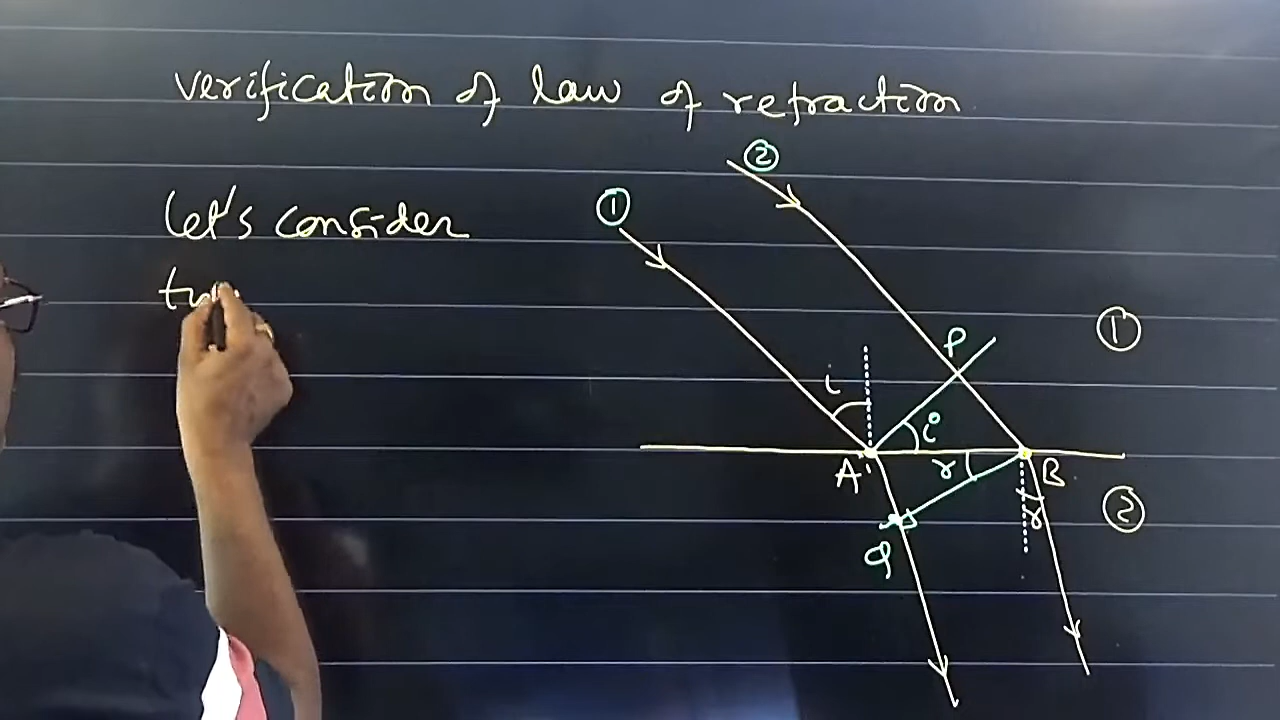 verification of law of refraction
Let's consider
②
①
P
①
i
i
A
r
B
r
②
Q